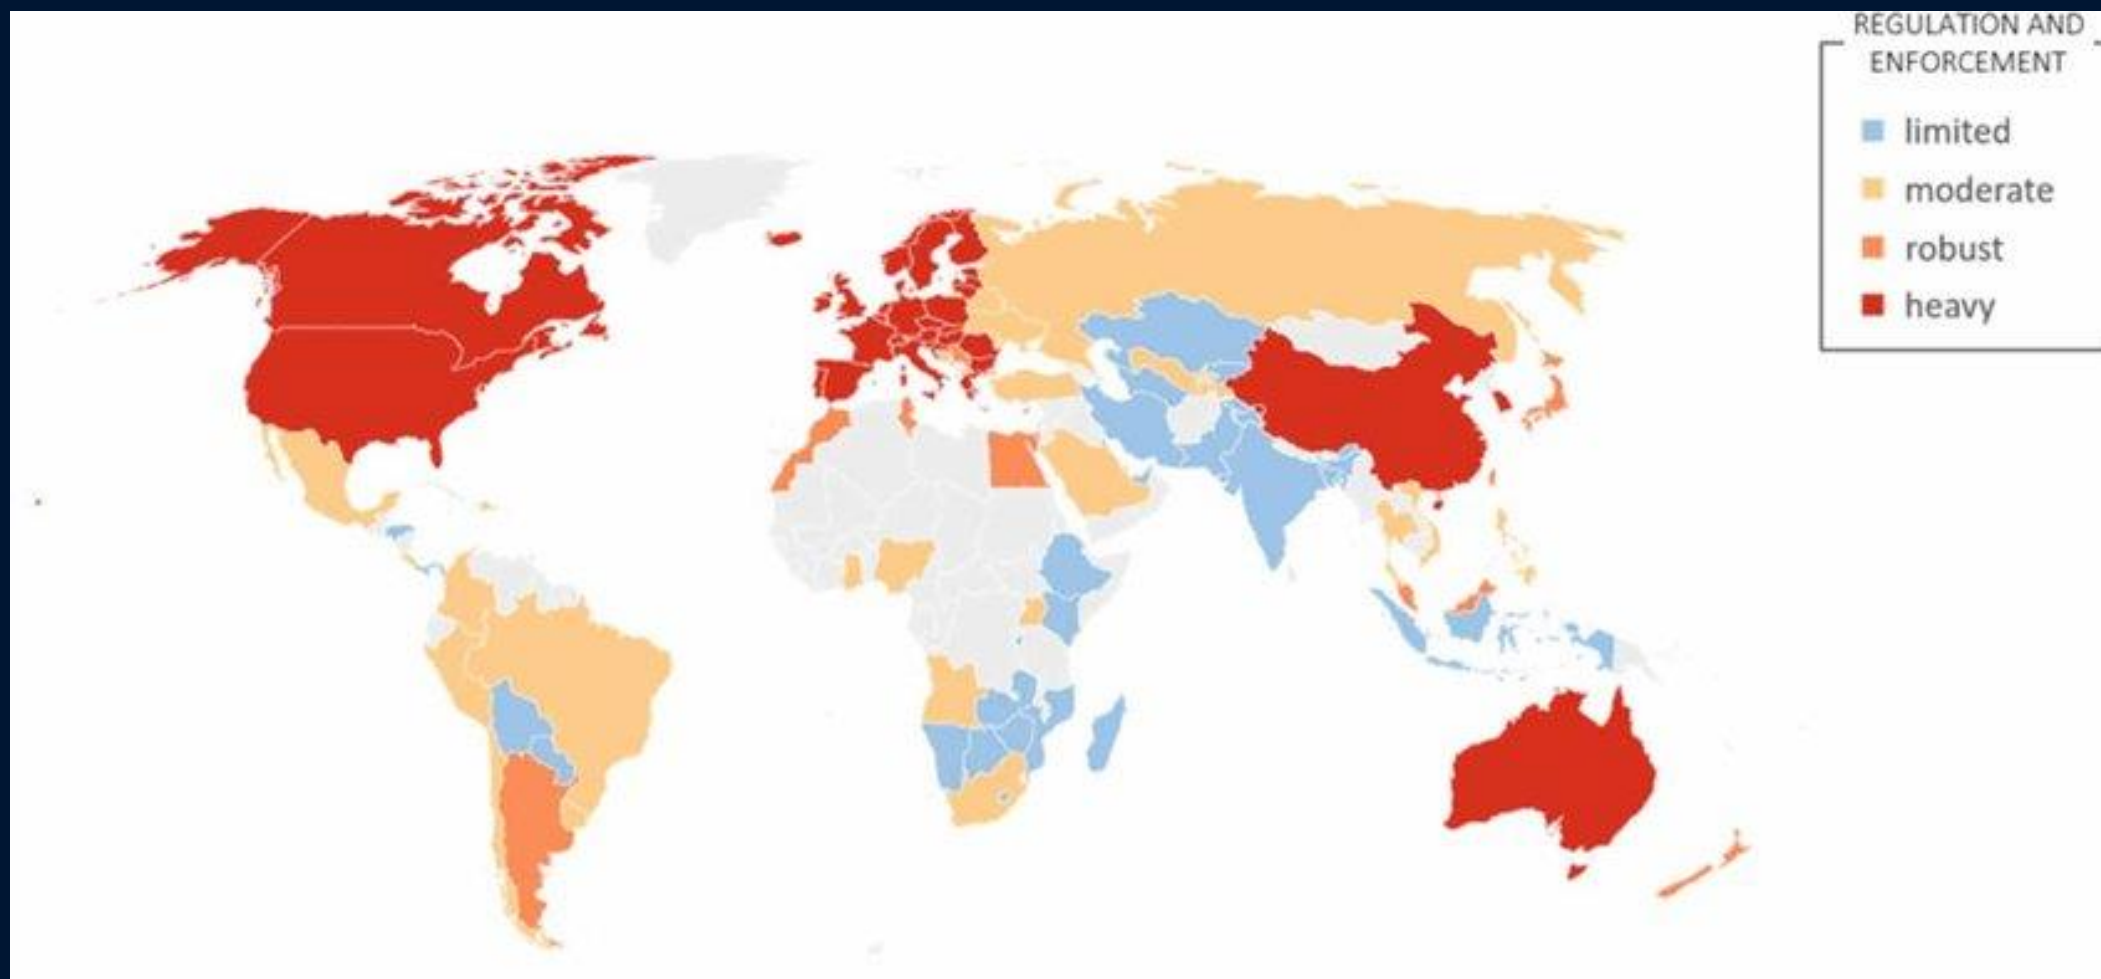 REGULATION AND
ENFORCEMENT
limited
moderate
robust
heavy